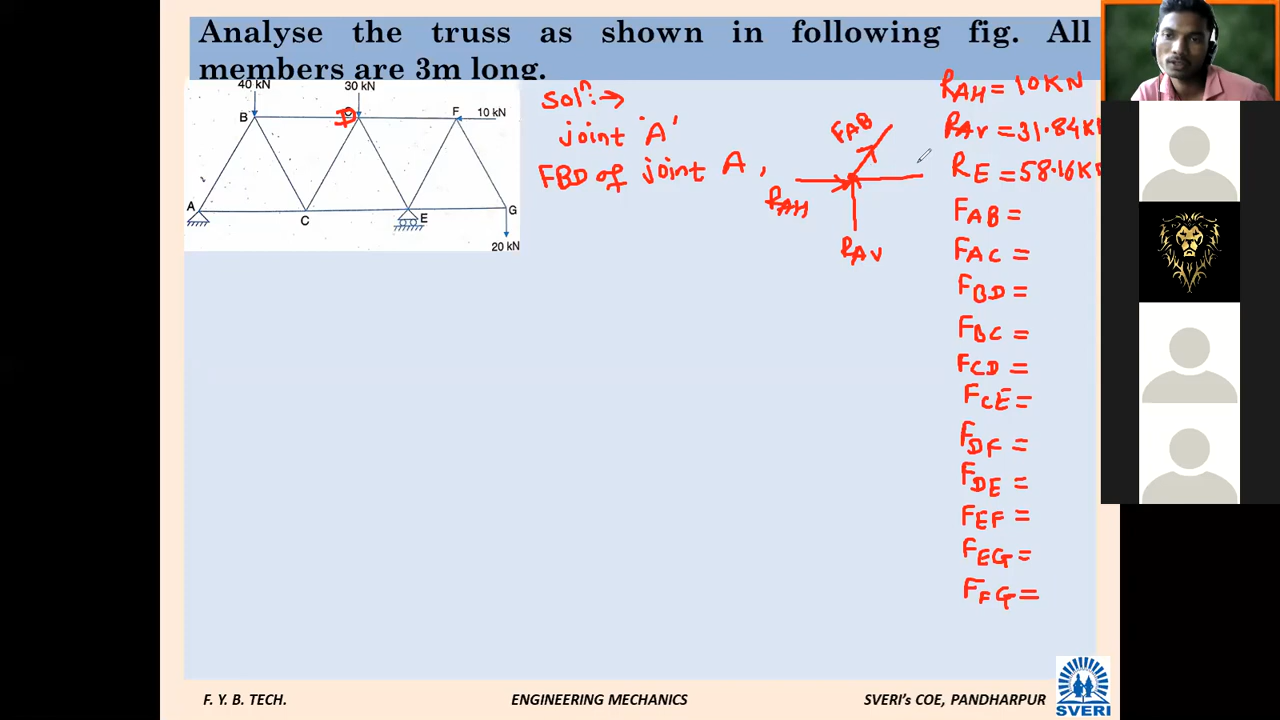 Analyse the truss as shown in following fig. All
members are 3m long.
40 kN
30 kN
B
D
F
10 kN
A
C
E
G
20 kN
Soln:→
joint 'A'
FBD of joint A,
FAB
RAH
RAV
RAH = 10KN
RAV = 31.84K
RE = 58.16K
FAB =
FAC =
FBD =
FBC =
FCD =
FCE =
FDF =
FDE =
FEF =
FEG =
FFG =
F. Y. B. TECH.
ENGINEERING MECHANICS
SVERI's COE, PANDHARPUR
SVERI